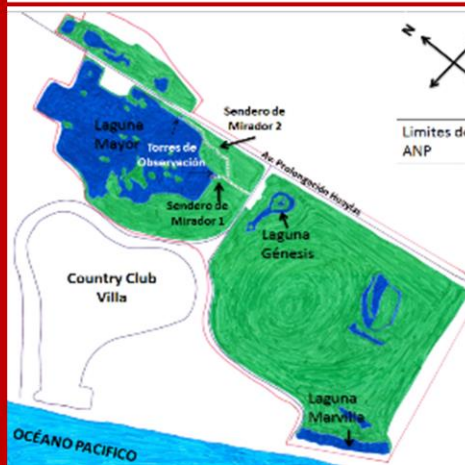 N
Sendero de
Mirador 2
Laguna
Mayor
Torres de
Observación
Av. Prolongación Huaylas
Limites de
ANP
Sendero de
Mirador 1
Laguna
Génesis
Country Club
Villa
Laguna
Marvilla
OCÉANO PACIFICO